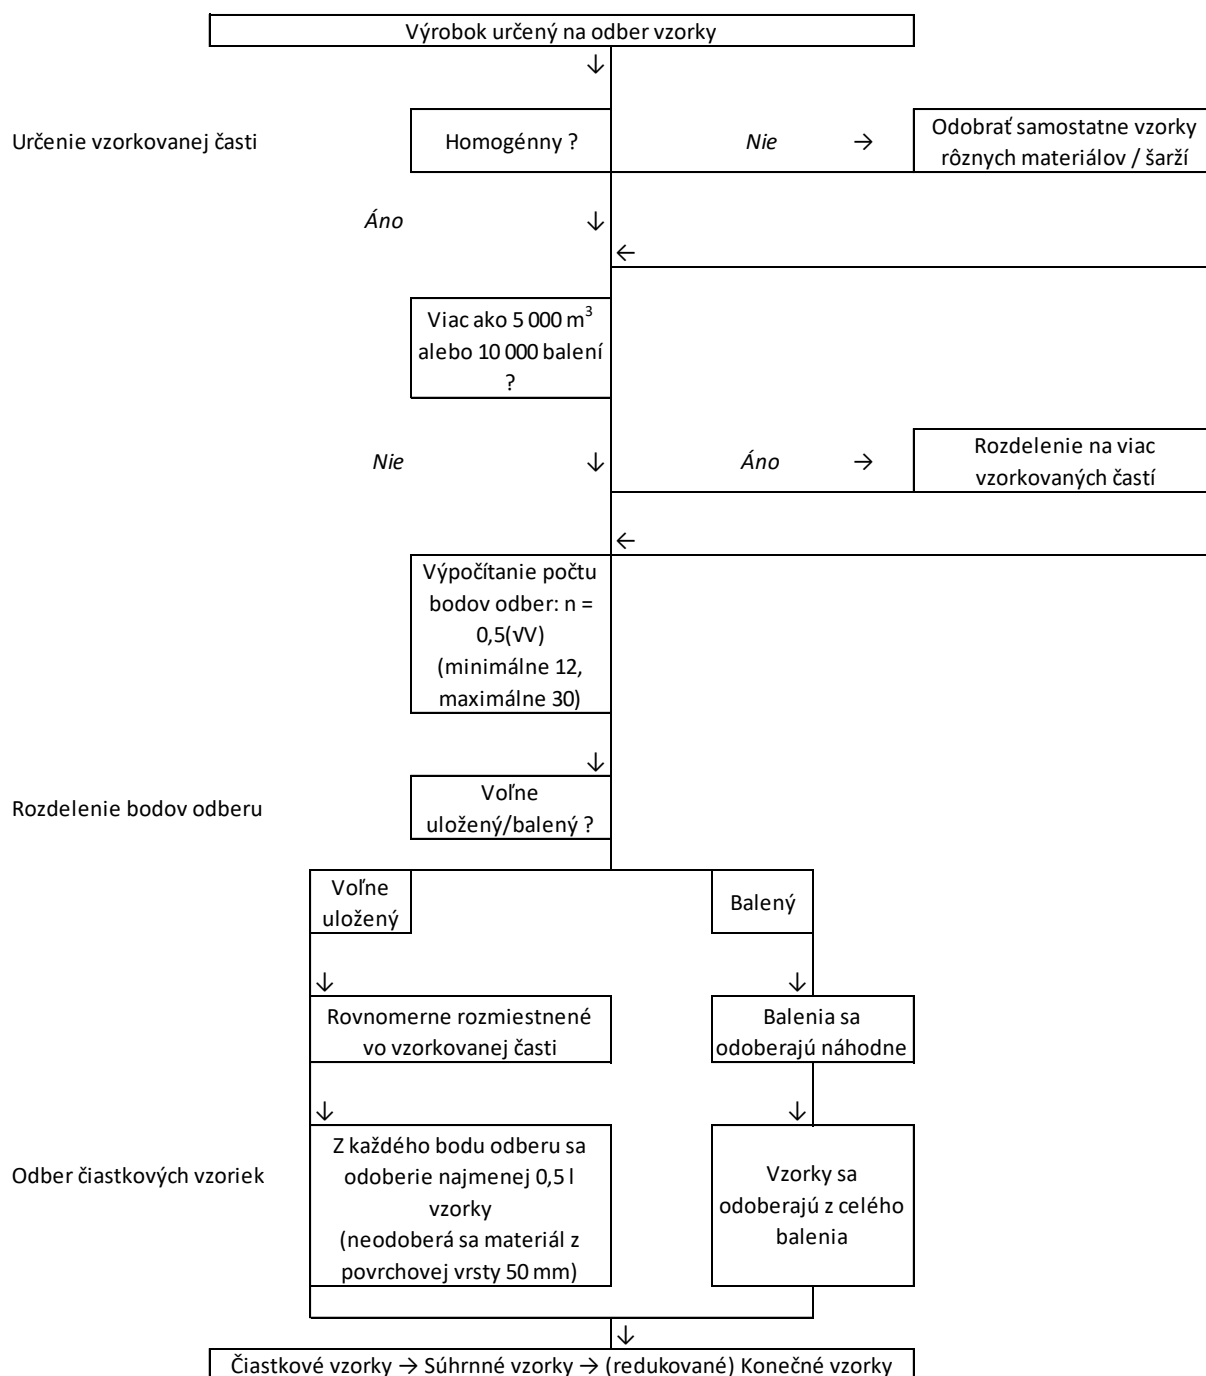 Výrobok určený na odber vzorky
↓
Určenie vzorkovanej časti
Homogénny ?
Nie →
Odobrať samostatne vzorky
rôznych materiálov / šarží
Áno ↓
←
Viac ako 5 000 m³
alebo 10 000 balení
?
Nie ↓
Áno →
Rozdelenie na viac
vzorkovaných častí
←
Výpočítanie počtu
bodov odber: n =
0,5(√V)
(minimálne 12,
maximálne 30)
↓
Rozdelenie bodov odberu
Voľne
uložený/balený ?
Voľne
uložený
Balený
↓ ↓
Rovnomerne rozmiestnené
vo vzorkovanej časti
Balenia sa
odoberajú náhodne
↓ ↓
Odber čiastkových vzoriek
Z každého bodu odberu sa
odoberie najmenej 0,5 l
vzorky
(neodoberá sa materiál z
povrchovej vrsty 50 mm)
Vzorky sa
odoberajú z celého
balenia
↓
Čiastkové vzorky → Súhrnné vzorky → (redukované) Konečné vzorky